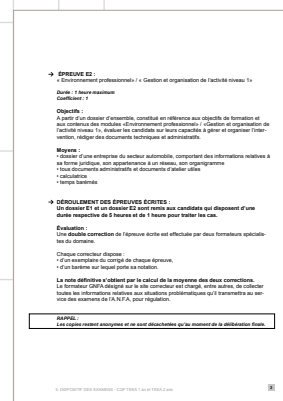 → ÉPREUVE E2 :
« Environnement professionnel» / « Gestion et organisation de l'activité niveau 1»
Durée : 1 heure maximum
Coefficient : 1
Objectifs :
A partir d'un dossier d'ensemble, constitué en référence aux objectifs de formation et
aux contenus des modules «Environnement professionnel» / «Gestion et organisation de
l'activité niveau 1», évaluer les candidats sur leurs capacités à gérer et organiser l'inter-
vention, rédiger des documents techniques et administratifs.
Moyens :
• dossier d'une entreprise du secteur automobile, comportant des informations relatives à
sa forme juridique, son appartenance à un réseau, son organigramme
• tous documents administratifs et documents d'atelier utiles
• calculatrice
• temps barémés
→ DÉROULEMENT DES ÉPREUVES ÉCRITES :
Un dossier E1 et un dossier E2 sont remis aux candidats qui disposent d'une
durée respective de 5 heures et de 1 heure pour traiter les cas.
Évaluation :
Une double correction de l'épreuve écrite est effectuée par deux formateurs spécialis-
tes du domaine.
Chaque correcteur dispose :
• d'un exemplaire du corrigé de chaque épreuve,
• d'un barème sur lequel porte sa notation.
La note définitive s'obtient par le calcul de la moyenne des deux corrections.
Le formateur GNFA désigné sur le site correcteur est chargé, entre autres, de collecter
toutes les informations relatives aux situations problématiques qu'il transmettra au ser-
vice des examens de l'A.N.F.A, pour régulation.
RAPPEL :
Les copies restent anonymes et ne sont décachetées qu'au moment de la délibération finale.